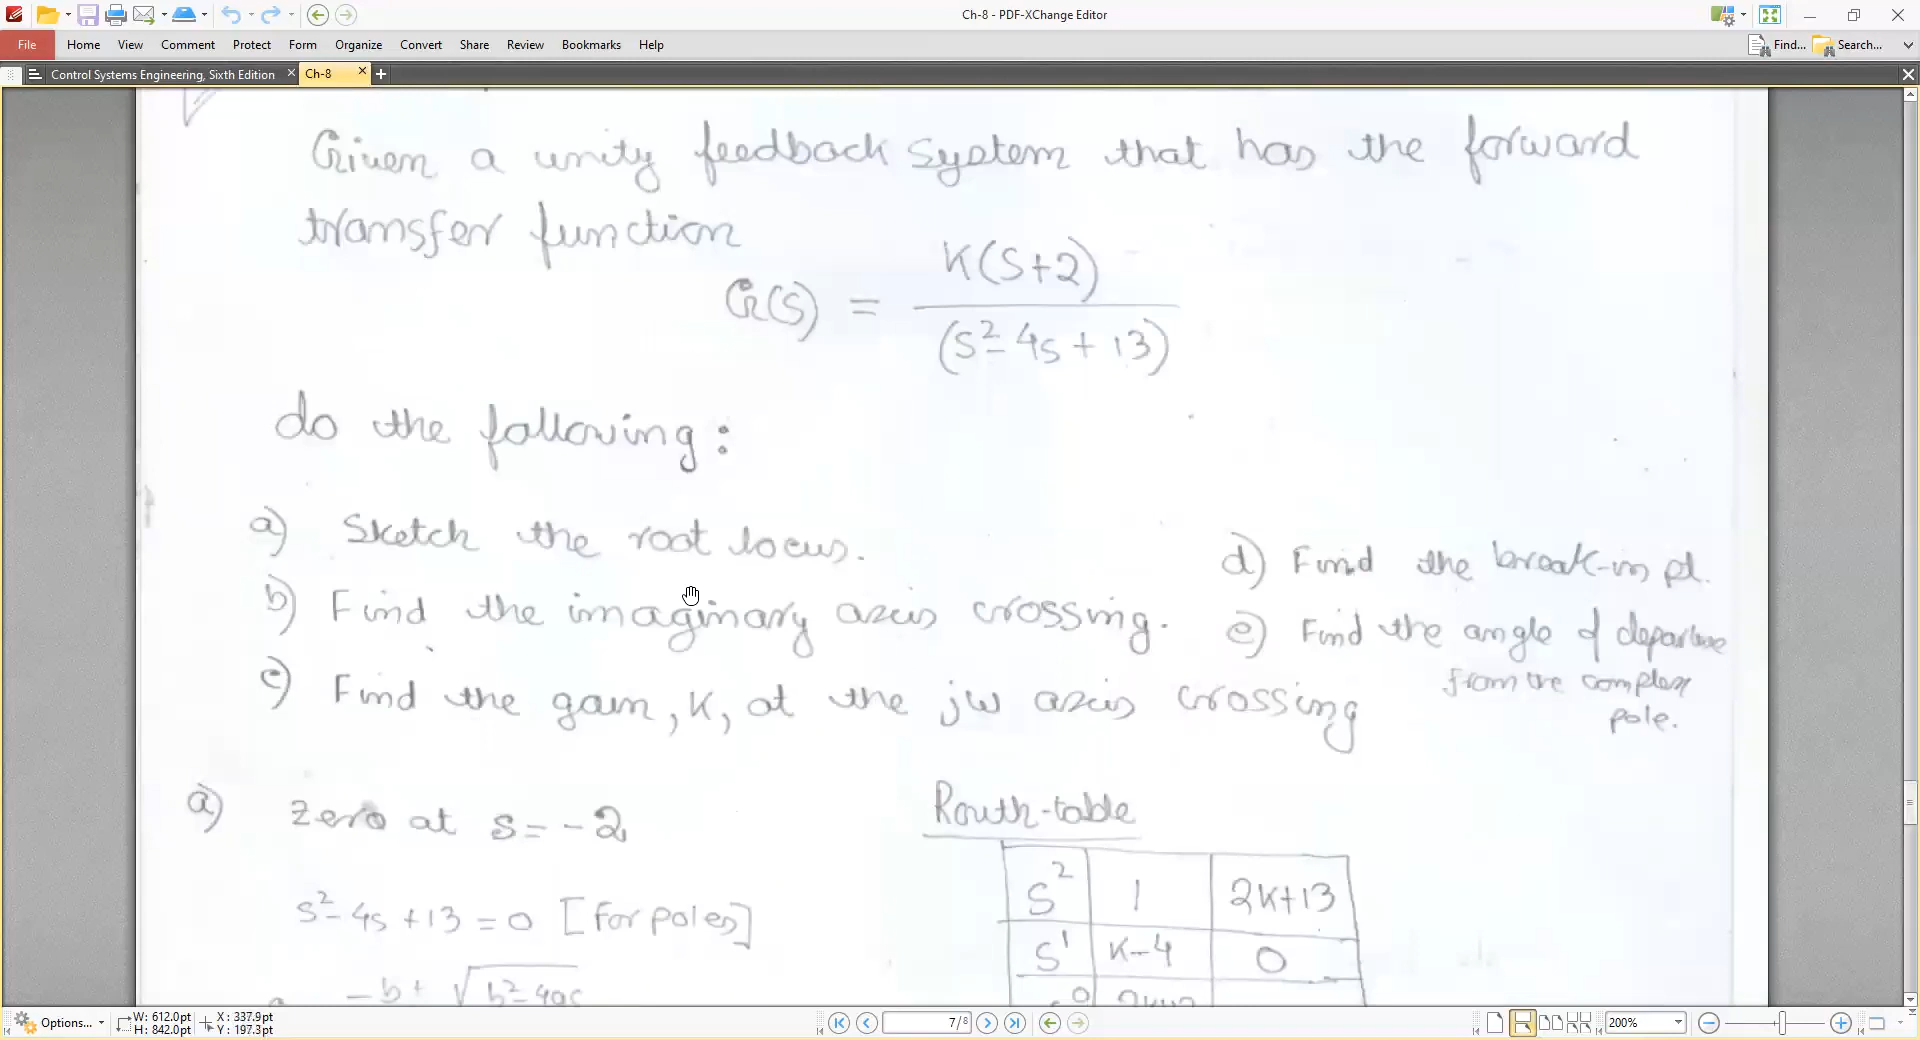 Ch-8 - PDF-XChange Editor
File Home View Comment Protect Form Organize Convert Share Review Bookmarks Help Find... Search...
Control Systems Engineering, Sixth Edition Ch-8
Given a unity feedback system that has the forward
transfer function
G(s) = K(S+2) / (S² - 4s + 13)
do the following:
a) Sketch the root locus.
b) Find the imaginary axis crossing.
c) Find the gain, K, at the jw axis crossing
d) Find the break-in pt.
e) Find the angle of departure
from the complex
pole.
a) Zero at s = -2
s² - 4s + 13 = 0 [For poles]
-b ± √b² - 4ac
Routh-table
S² 1 2K+13
S¹ K-4 0
Options... W: 612.0pt H: 842.0pt X: 337.9pt Y: 197.3pt 7/8 200%